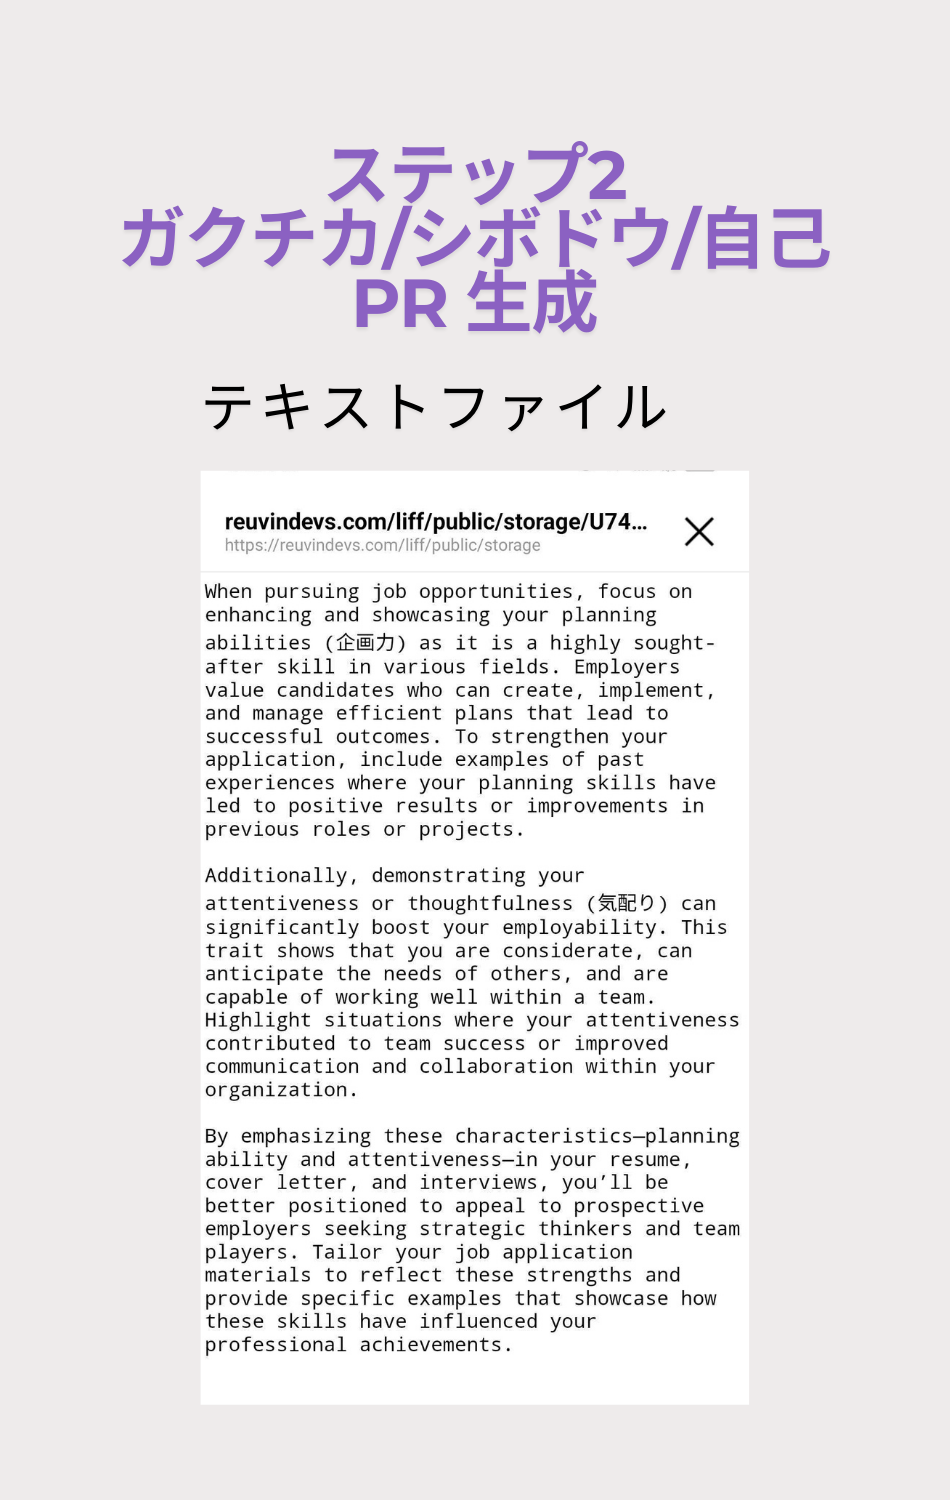 ステップ2
ガクチカ/シボドウ/自己
PR 生成
テキストファイル
reuvindevs.com/liff/public/storage/U74...
https://reuvindevs.com/liff/public/storage
When pursuing job opportunities, focus on
enhancing and showcasing your planning
abilities (企画力) as it is a highly sought-
after skill in various fields. Employers
value candidates who can create, implement,
and manage efficient plans that lead to
successful outcomes. To strengthen your
application, include examples of past
experiences where your planning skills have
led to positive results or improvements in
previous roles or projects.
Additionally, demonstrating your
attentiveness or thoughtfulness (気配り) can
significantly boost your employability. This
trait shows that you are considerate, can
anticipate the needs of others, and are
capable of working well within a team.
Highlight situations where your attentiveness
contributed to team success or improved
communication and collaboration within your
organization.
By emphasizing these characteristics—planning
ability and attentiveness—in your resume,
cover letter, and interviews, you’ll be
better positioned to appeal to prospective
employers seeking strategic thinkers and team
players. Tailor your job application
materials to reflect these strengths and
provide specific examples that showcase how
these skills have influenced your
professional achievements.